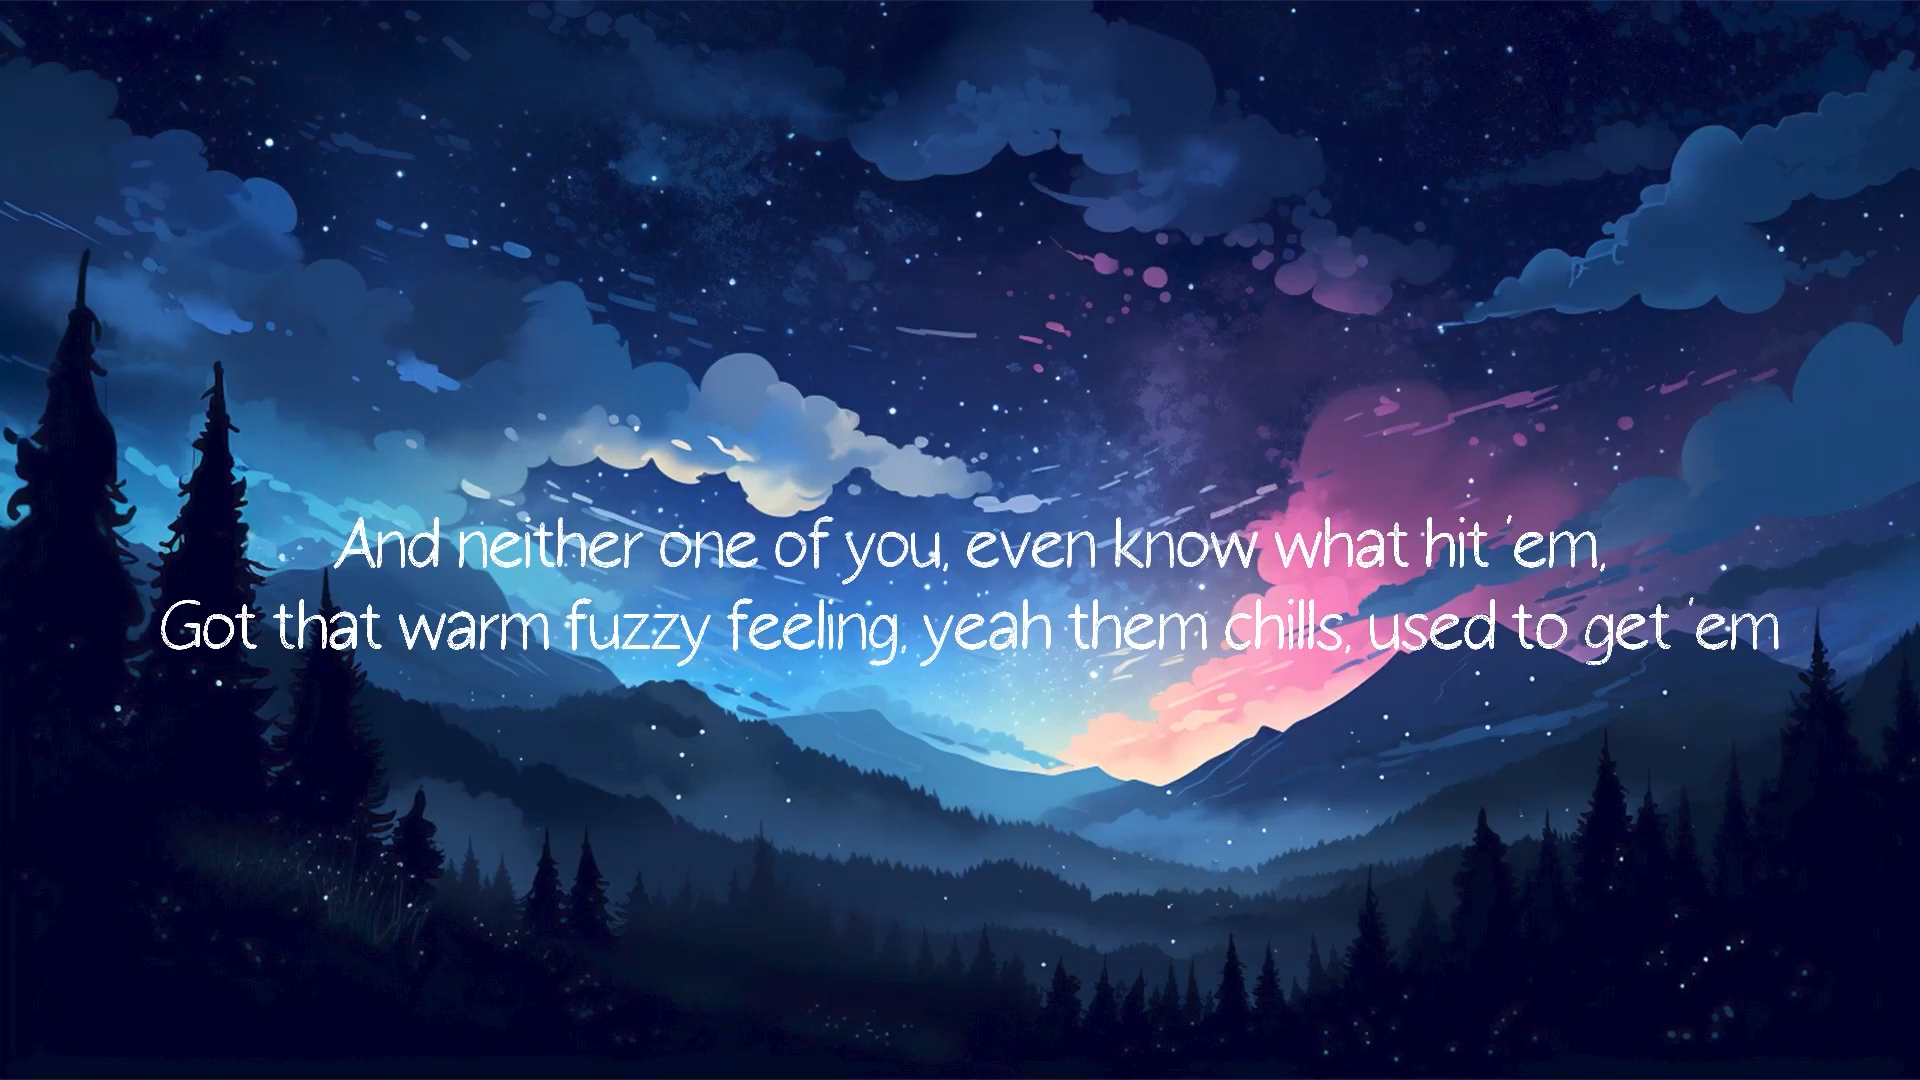 And neither one of you, even know what hit 'em,
Got that warm fuzzy feeling, yeah them chills, used to get 'em